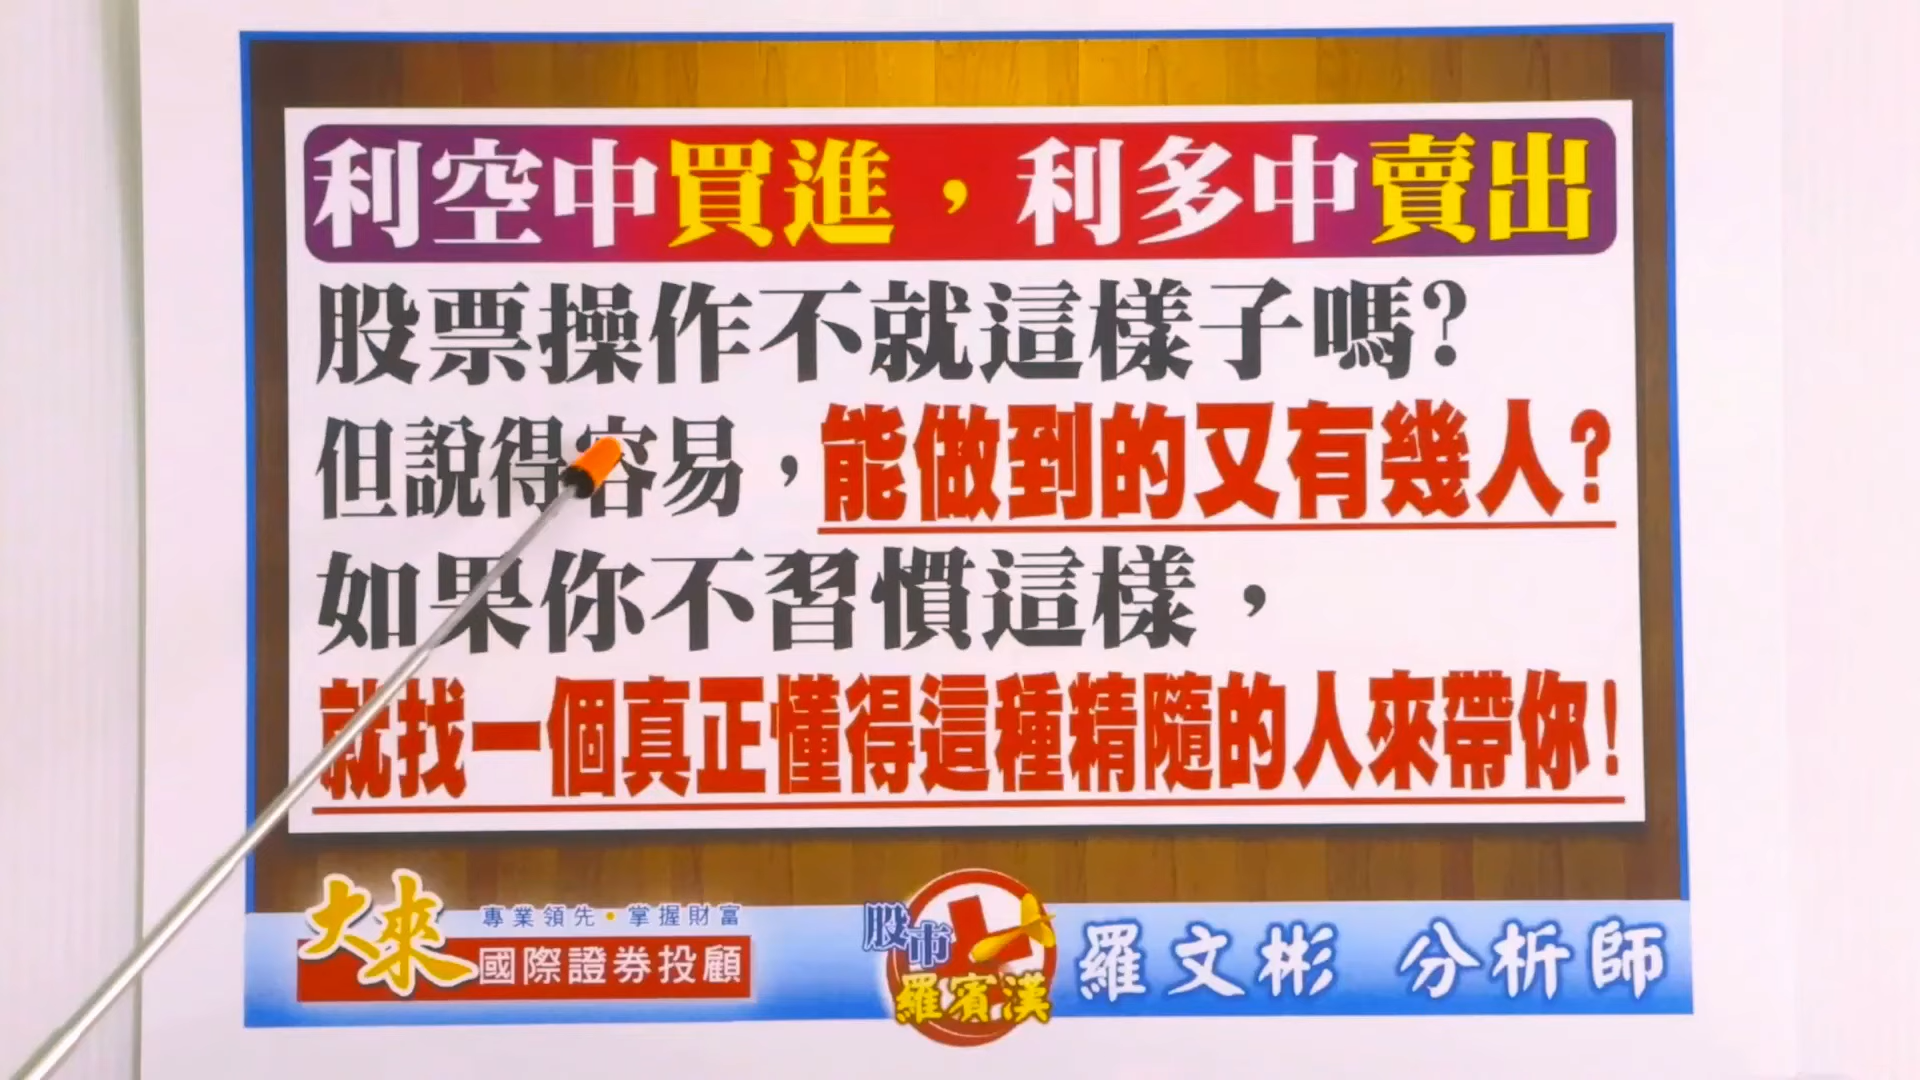 利空中買進，利多中賣出
股票操作不就這樣子嗎?
但說得容易，能做到的又有幾人?
如果你不習慣這樣，
就找一個真正懂得這種精隨的人來帶你!
大來 專業領先•掌握財富
國際證券投顧
股市
羅賓漢
羅文彬 分析師